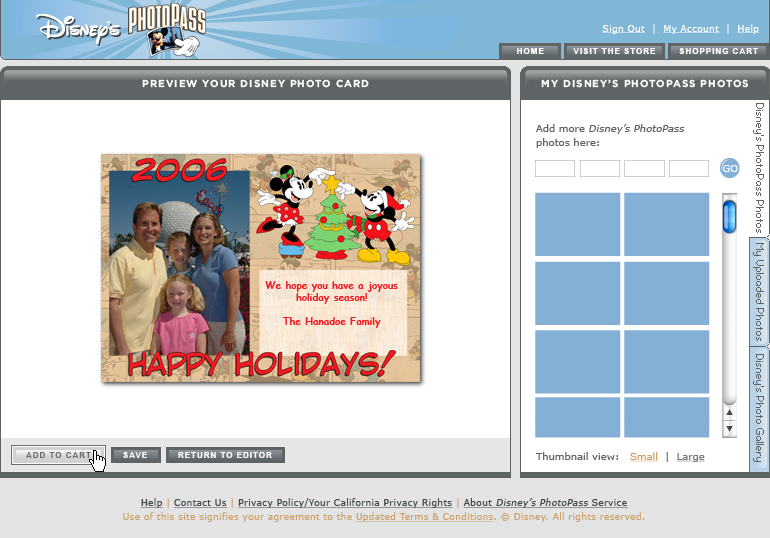 Disney's PHOTOPASS
Sign Out | My Account | Help
HOME VISIT THE STORE SHOPPING CART
PREVIEW YOUR DISNEY PHOTO CARD
2006
Epcot
We hope you have a joyous
holiday season!
The Hanadoe Family
HAPPY HOLIDAYS!
ADD TO CART SAVE RETURN TO EDITOR
MY DISNEY'S PHOTOPASS PHOTOS
Add more Disney's PhotoPass
photos here:
GO
Disney's PhotoPass Photos
My Uploaded Photos
Disney's Photo Gallery
Thumbnail view: Small | Large
Help | Contact Us | Privacy Policy/Your California Privacy Rights | About Disney's PhotoPass Service
Use of this site signifies your agreement to the Updated Terms & Conditions. © Disney. All rights reserved.